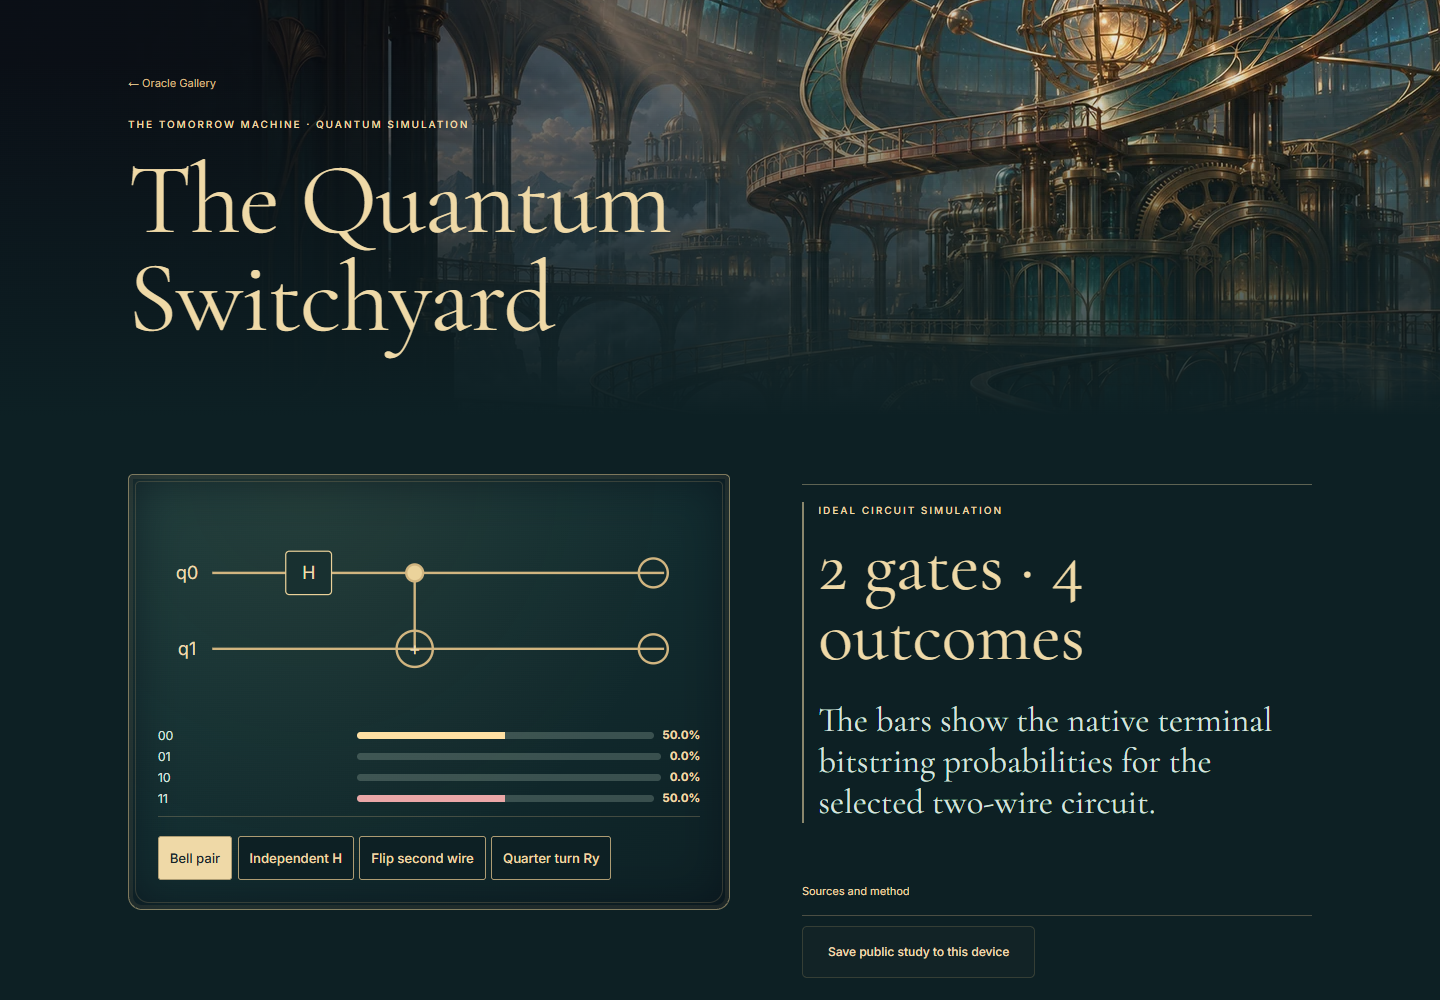 ← Oracle Gallery
THE TOMORROW MACHINE · QUANTUM SIMULATION
The Quantum
Switchyard
q0
H
q1
+
00 50.0%
01 0.0%
10 0.0%
11 50.0%
Bell pair
Independent H
Flip second wire
Quarter turn Ry
IDEAL CIRCUIT SIMULATION
2 gates · 4
outcomes
The bars show the native terminal
bitstring probabilities for the
selected two-wire circuit.
Sources and method
Save public study to this device